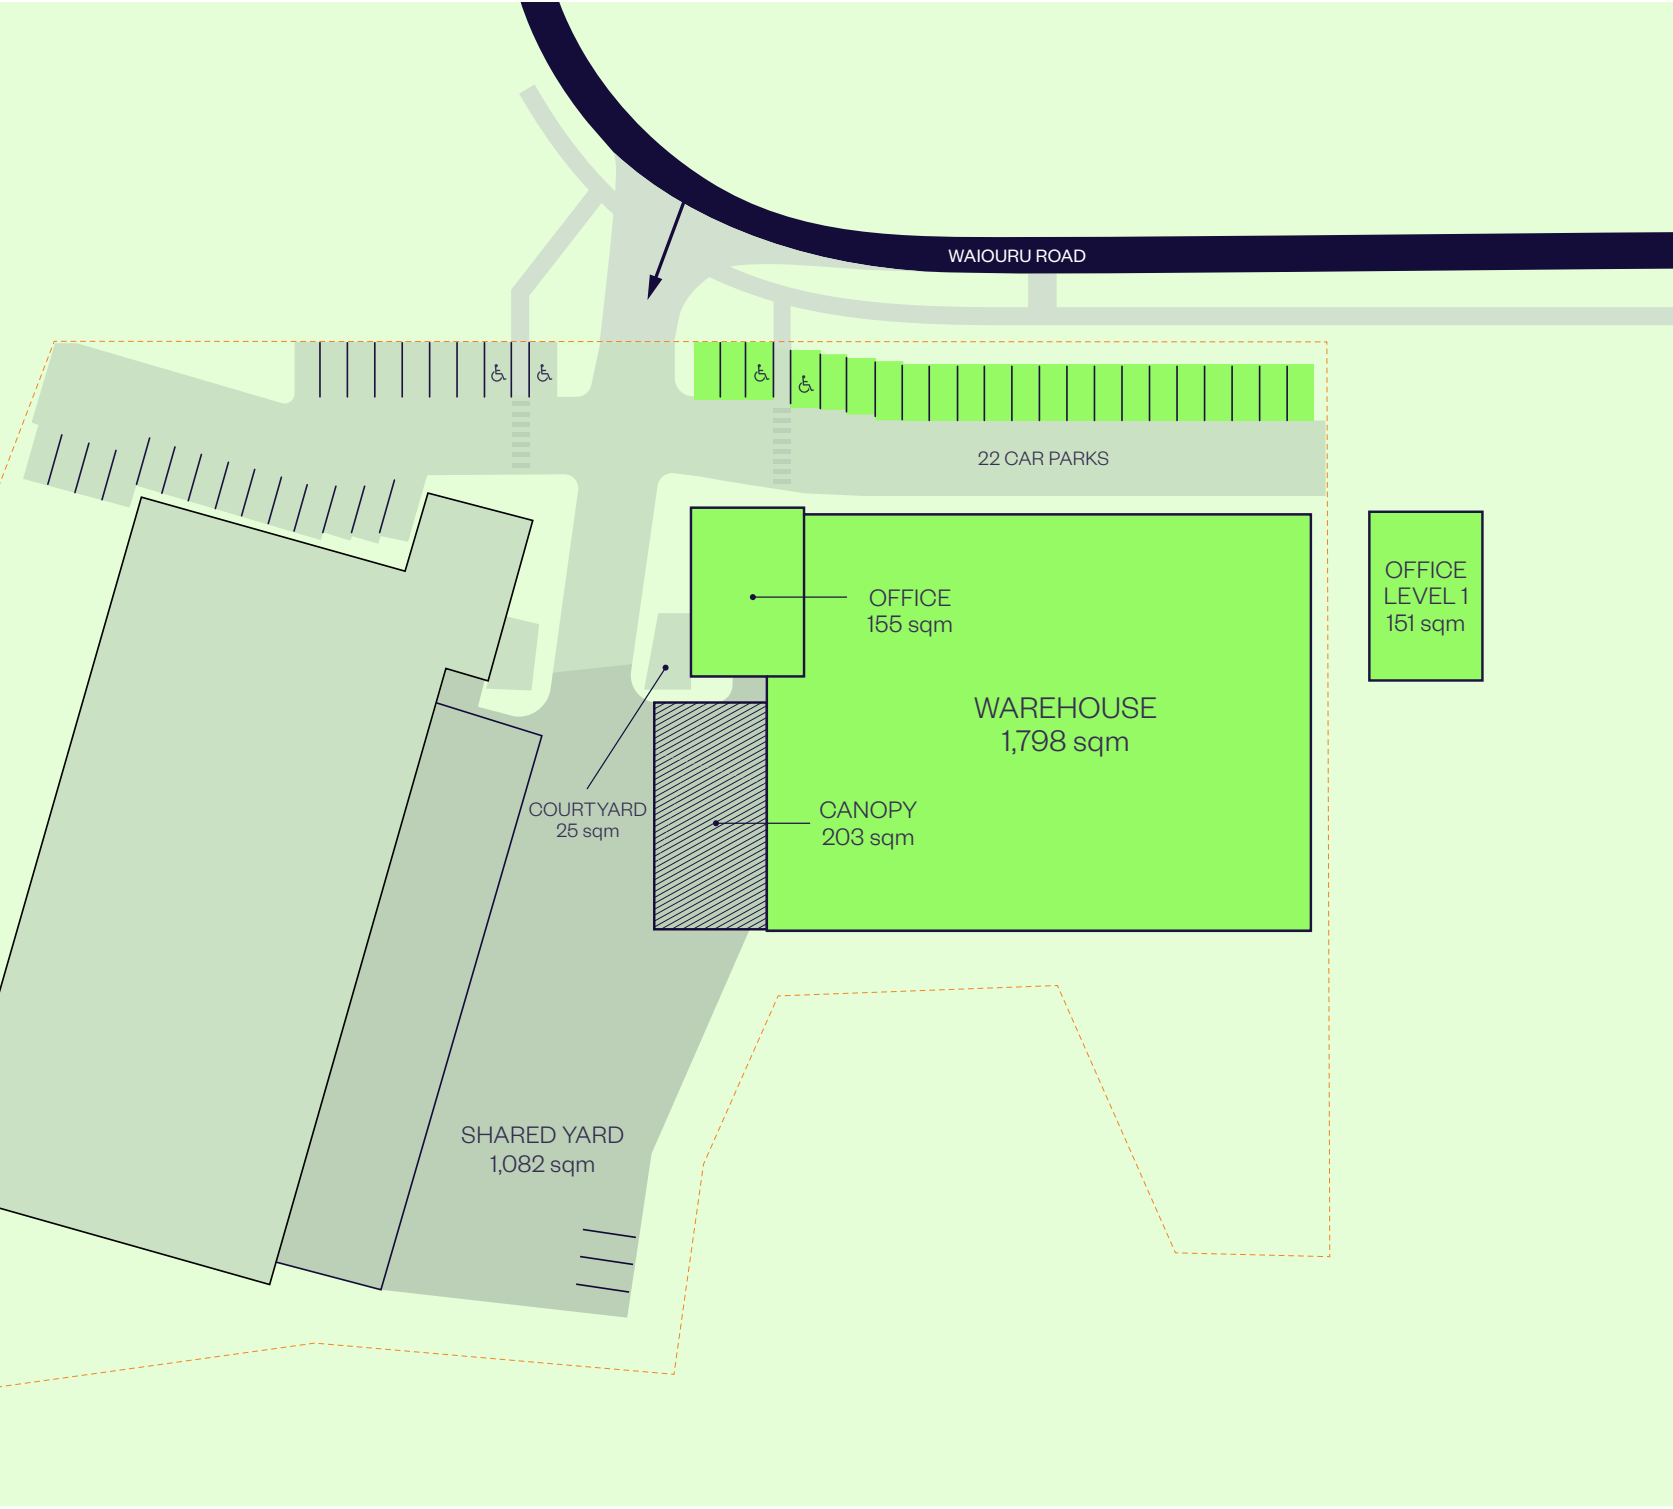 WAIOURU ROAD
22 CAR PARKS
OFFICE
155 sqm
OFFICE
LEVEL 1
151 sqm
WAREHOUSE
1,798 sqm
COURTYARD
25 sqm
CANOPY
203 sqm
SHARED YARD
1,082 sqm